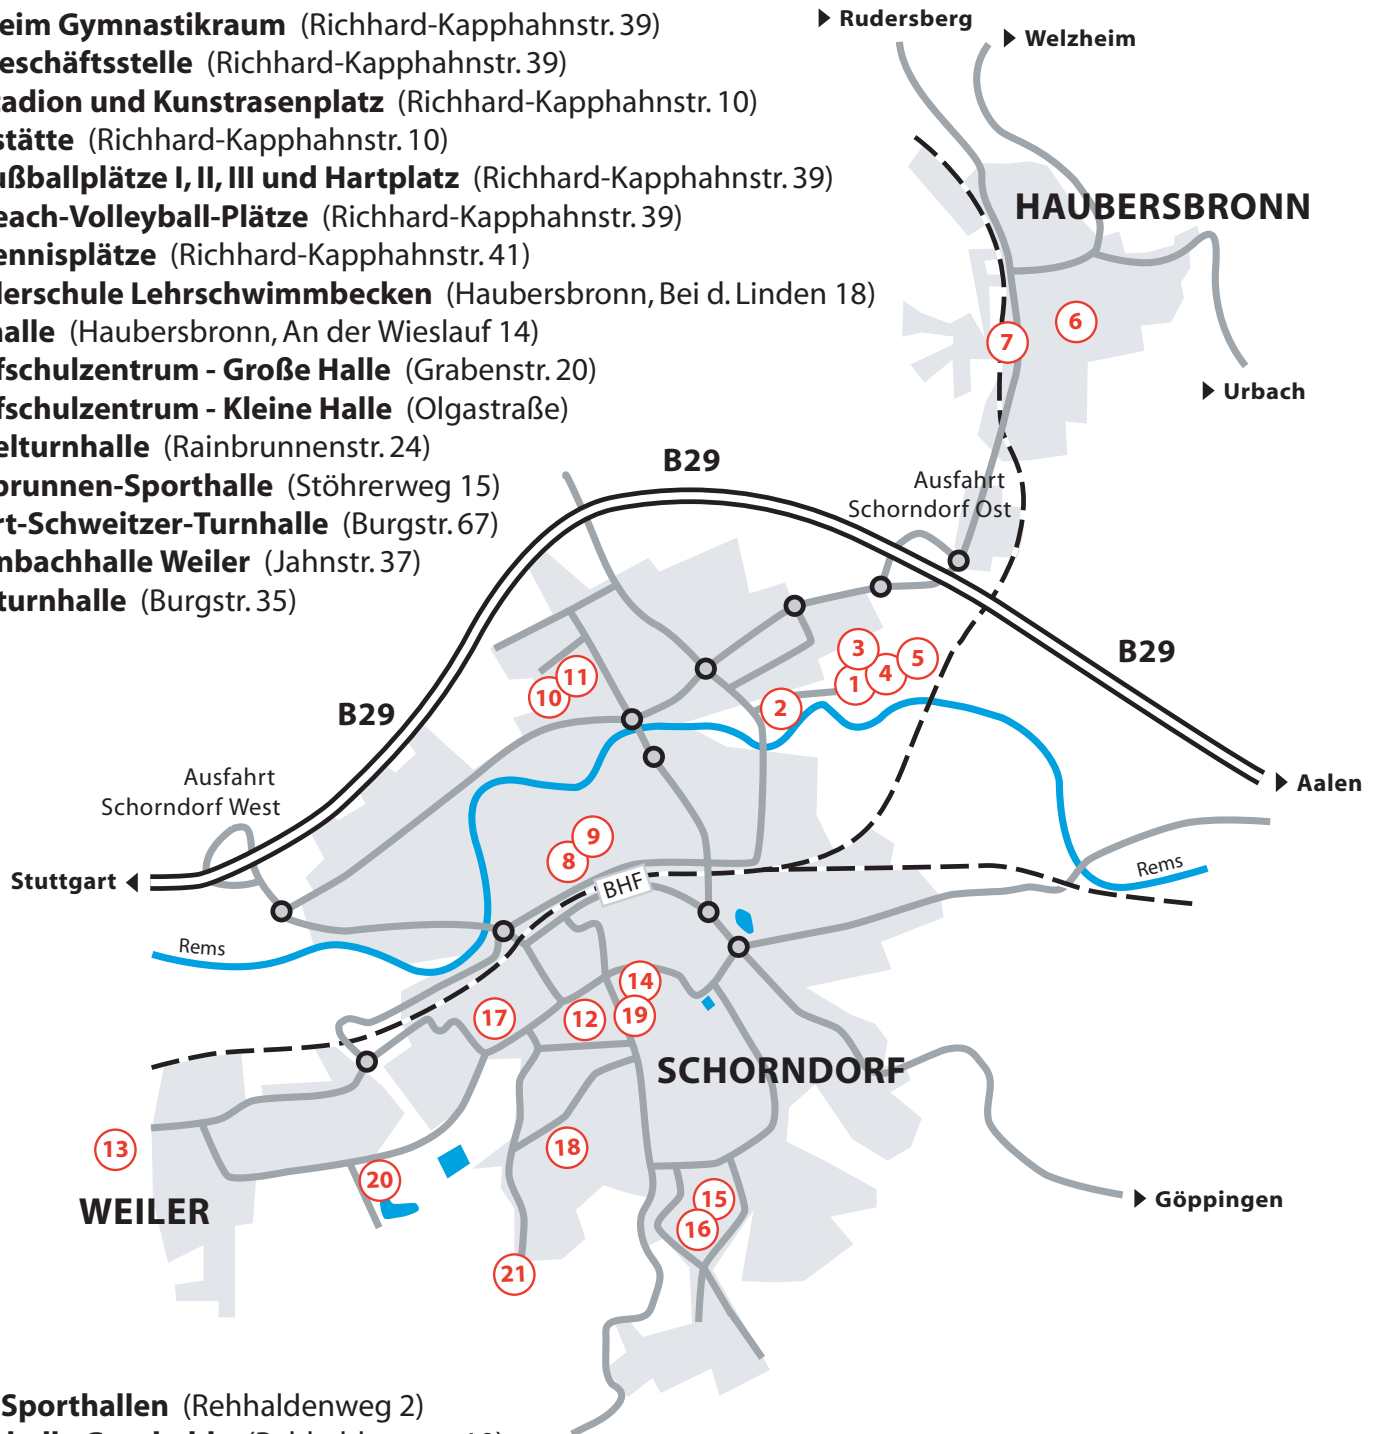 eim Gymnastikraum (Richhard-Kapphahnstr. 39)
eschäftsstelle (Richhard-Kapphahnstr. 39)
adion und Kunstrasenplatz (Richhard-Kapphahnstr. 10)
stätte (Richhard-Kapphahnstr. 10)
ußballplätze I, II, III und Hartplatz (Richhard-Kapphahnstr. 39)
each-Volleyball-Plätze (Richhard-Kapphahnstr. 39)
ennisplätze (Richhard-Kapphahnstr. 41)
lerschule Lehrschwimmbecken (Haubersbronn, Bei d. Linden 18)
halle (Haubersbronn, An der Wieslauf 14)
fschulzentrum - Große Halle (Grabenstr. 20)
fschulzentrum - Kleine Halle (Olgastraße)
elturnhalle (Rainbrunnenstr. 24)
brunnen-Sporthalle (Stöhrerweg 15)
rt-Schweitzer-Turnhalle (Burgstr. 67)
nbachhalle Weiler (Jahnstr. 37)
turnhalle (Burgstr. 35)
Rudersberg
Welzheim
HAUBERSBRONN
6
7
Urbach
B29
Ausfahrt
Schorndorf Ost
3
5
4
1
2
B29
11
10
B29
Aalen
Ausfahrt
Schorndorf West
9
8
Stuttgart
BHF
Rems
Rems
14
17
12
19
SCHORNDORF
13
18
20
WEILER
15
16
Göppingen
21
Sporthallen (Rehhaldenweg 2)